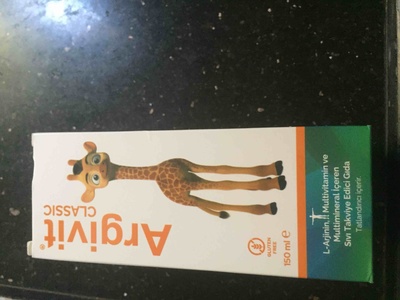 Argivit®
CLASSIC
GLUTEN
FREE
150 ml ℮
L-Arjinin, Multivitamin ve
Multimineral İçeren
Sıvı Takviye Edici Gıda
Tatlandırıcı içerir.